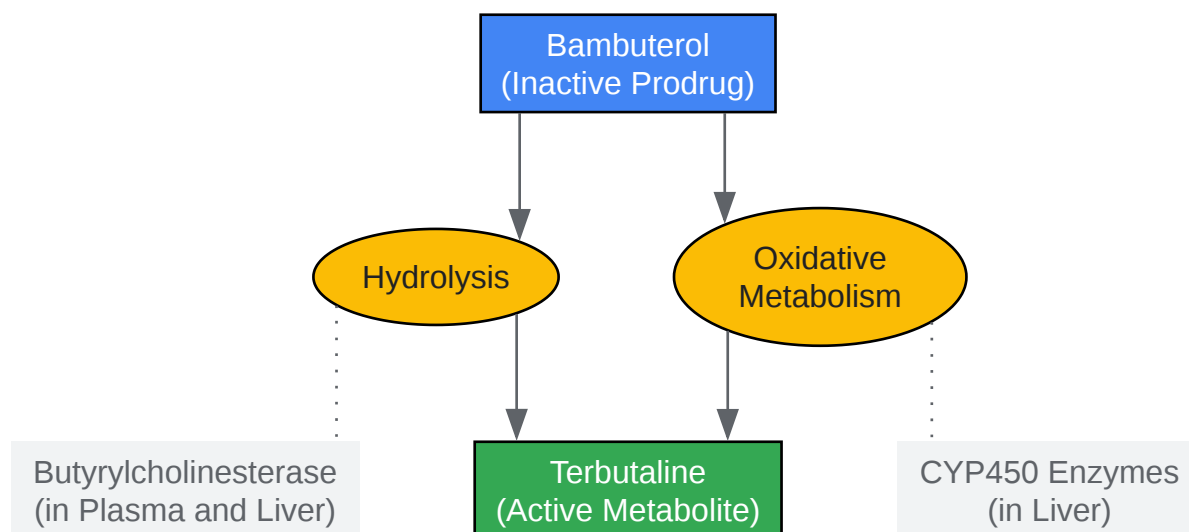 Bambuterol
(Inactive Prodrug)
Hydrolysis
Oxidative
Metabolism
Butyrylcholinesterase
(in Plasma and Liver)
Terbutaline
(Active Metabolite)
CYP450 Enzymes
(in Liver)